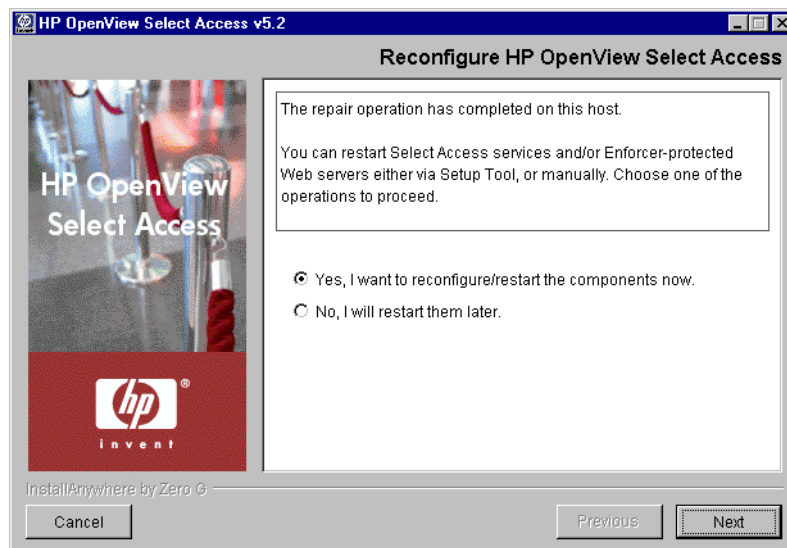 HP OpenView Select Access v5.2
Reconfigure HP OpenView Select Access
HP OpenView
Select Access
hp
®
invent
The repair operation has completed on this host.
You can restart Select Access services and/or Enforcer-protected
Web servers either via Setup Tool, or manually. Choose one of the
operations to proceed.
Yes, I want to reconfigure/restart the components now.
No, I will restart them later.
InstallAnywhere by Zero G
Cancel
Previous
Next